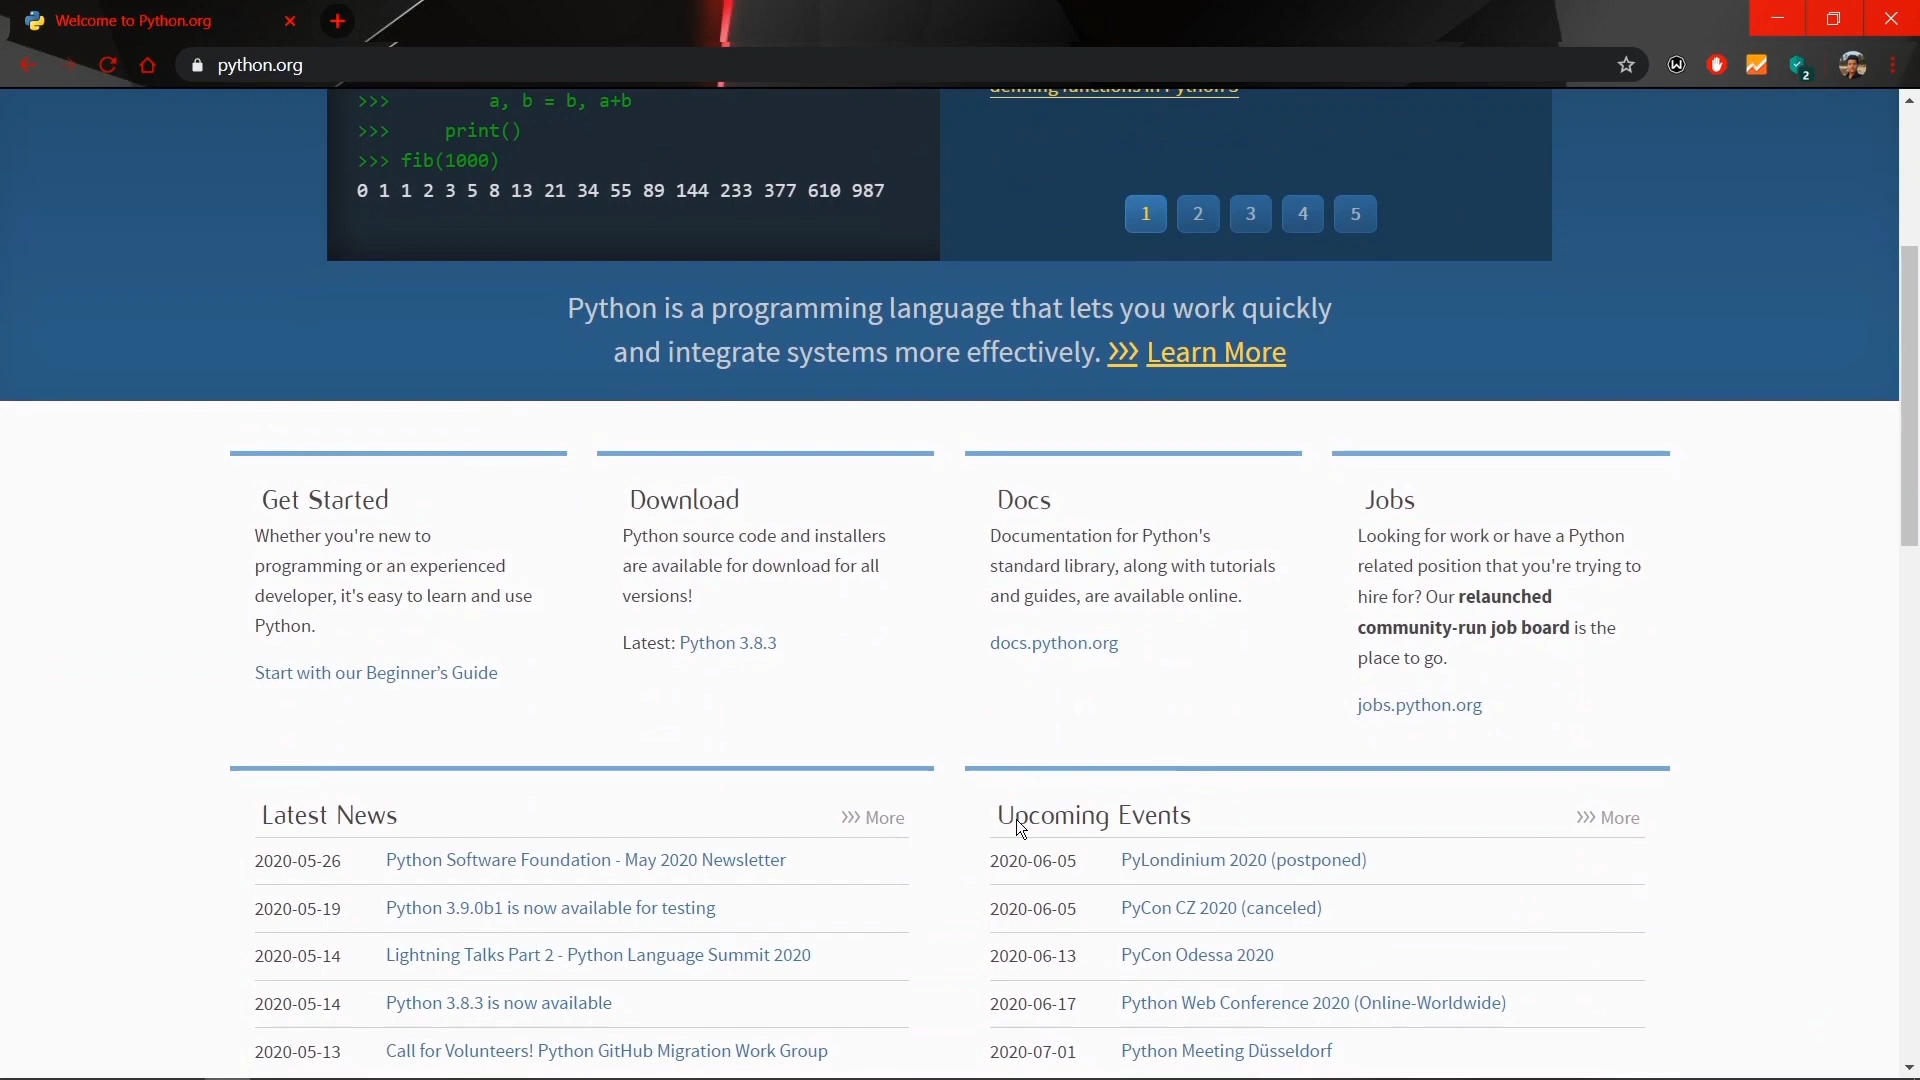 Welcome to Python.org
python.org
2
defining functions in Python 3
>>> a, b = b, a+b
>>> print()
>>> fib(1000)
0 1 1 2 3 5 8 13 21 34 55 89 144 233 377 610 987
1 2 3 4 5
Python is a programming language that lets you work quickly
and integrate systems more effectively. >>> Learn More
Get Started
Whether you're new to
programming or an experienced
developer, it's easy to learn and use
Python.
Start with our Beginner’s Guide
Download
Python source code and installers
are available for download for all
versions!
Latest: Python 3.8.3
Docs
Documentation for Python's
standard library, along with tutorials
and guides, are available online.
docs.python.org
Jobs
Looking for work or have a Python
related position that you're trying to
hire for? Our relaunched
community-run job board is the
place to go.
jobs.python.org
Latest News
>>> More
2020-05-26 Python Software Foundation - May 2020 Newsletter
2020-05-19 Python 3.9.0b1 is now available for testing
2020-05-14 Lightning Talks Part 2 - Python Language Summit 2020
2020-05-14 Python 3.8.3 is now available
2020-05-13 Call for Volunteers! Python GitHub Migration Work Group
Upcoming Events
>>> More
2020-06-05 PyLondinium 2020 (postponed)
2020-06-05 PyCon CZ 2020 (canceled)
2020-06-13 PyCon Odessa 2020
2020-06-17 Python Web Conference 2020 (Online-Worldwide)
2020-07-01 Python Meeting Düsseldorf